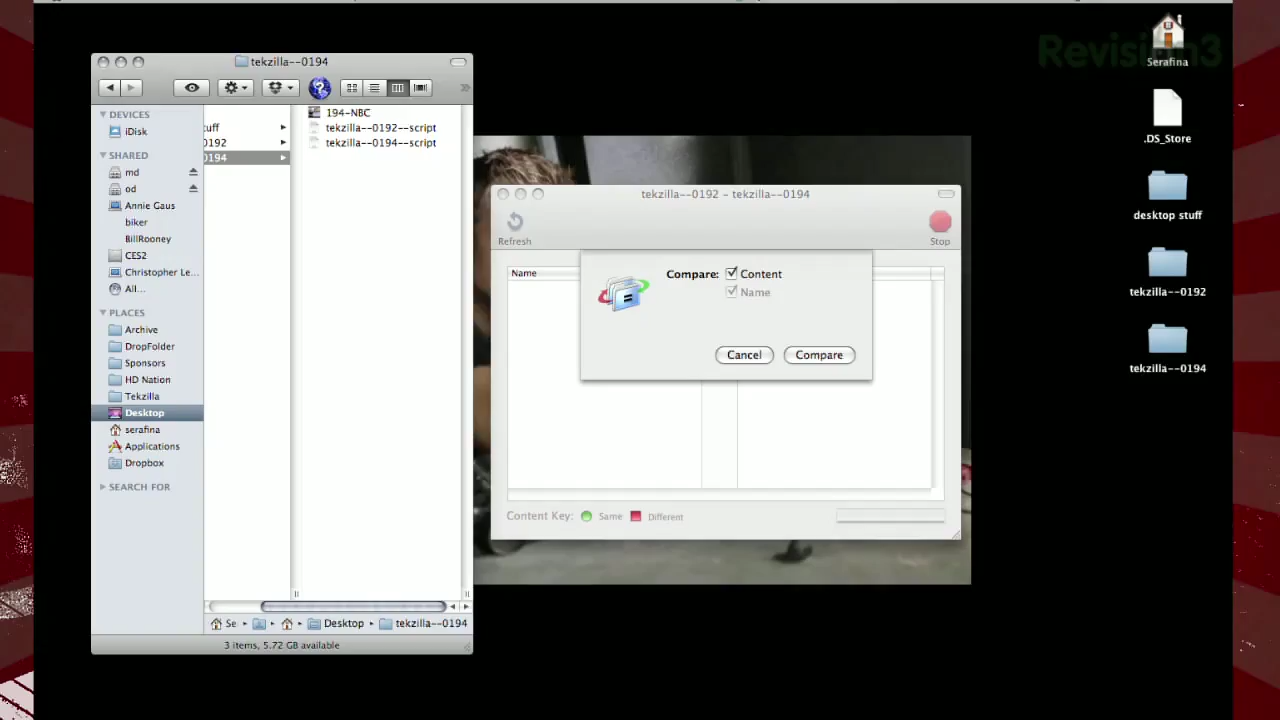 Revision3
Serafina
.DS_Store
desktop stuff
tekzilla--0192
tekzilla--0194
tekzilla--0194
DEVICES
iDisk
SHARED
md
od
Annie Gaus
biker
BillRooney
CES2
Christopher Le...
All...
PLACES
Archive
DropFolder
Sponsors
HD Nation
Tekzilla
Desktop
serafina
Applications
Dropbox
SEARCH FOR
uff
0192
0194
194-NBC
tekzilla--0192--script
tekzilla--0194--script
Se
Desktop
tekzilla--0194
3 items, 5.72 GB available
tekzilla--0192 - tekzilla--0194
Refresh
Stop
Name
Compare: Content
Name
Cancel
Compare
Content Key: Same Different